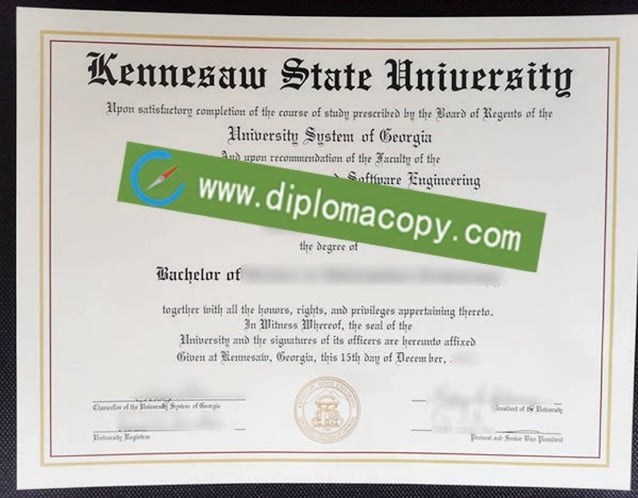 Kennesaw State University
Upon satisfactory completion of the course of study prescribed by the Board of Regents of the
University System of Georgia
And upon recommendation of the Faculty of the
and Software Engineering
www.diplomacopy.com
the degree of
Bachelor of
together with all the honors, rights, and privileges appertaining thereto.
In Witness Whereof, the seal of the
University and the signatures of its officers are hereunto affixed
Given at Kennesaw, Georgia, this 15th day of December,
Chancellor of the University System of Georgia
President of the University
University Registrar
Provost and Senior Vice President